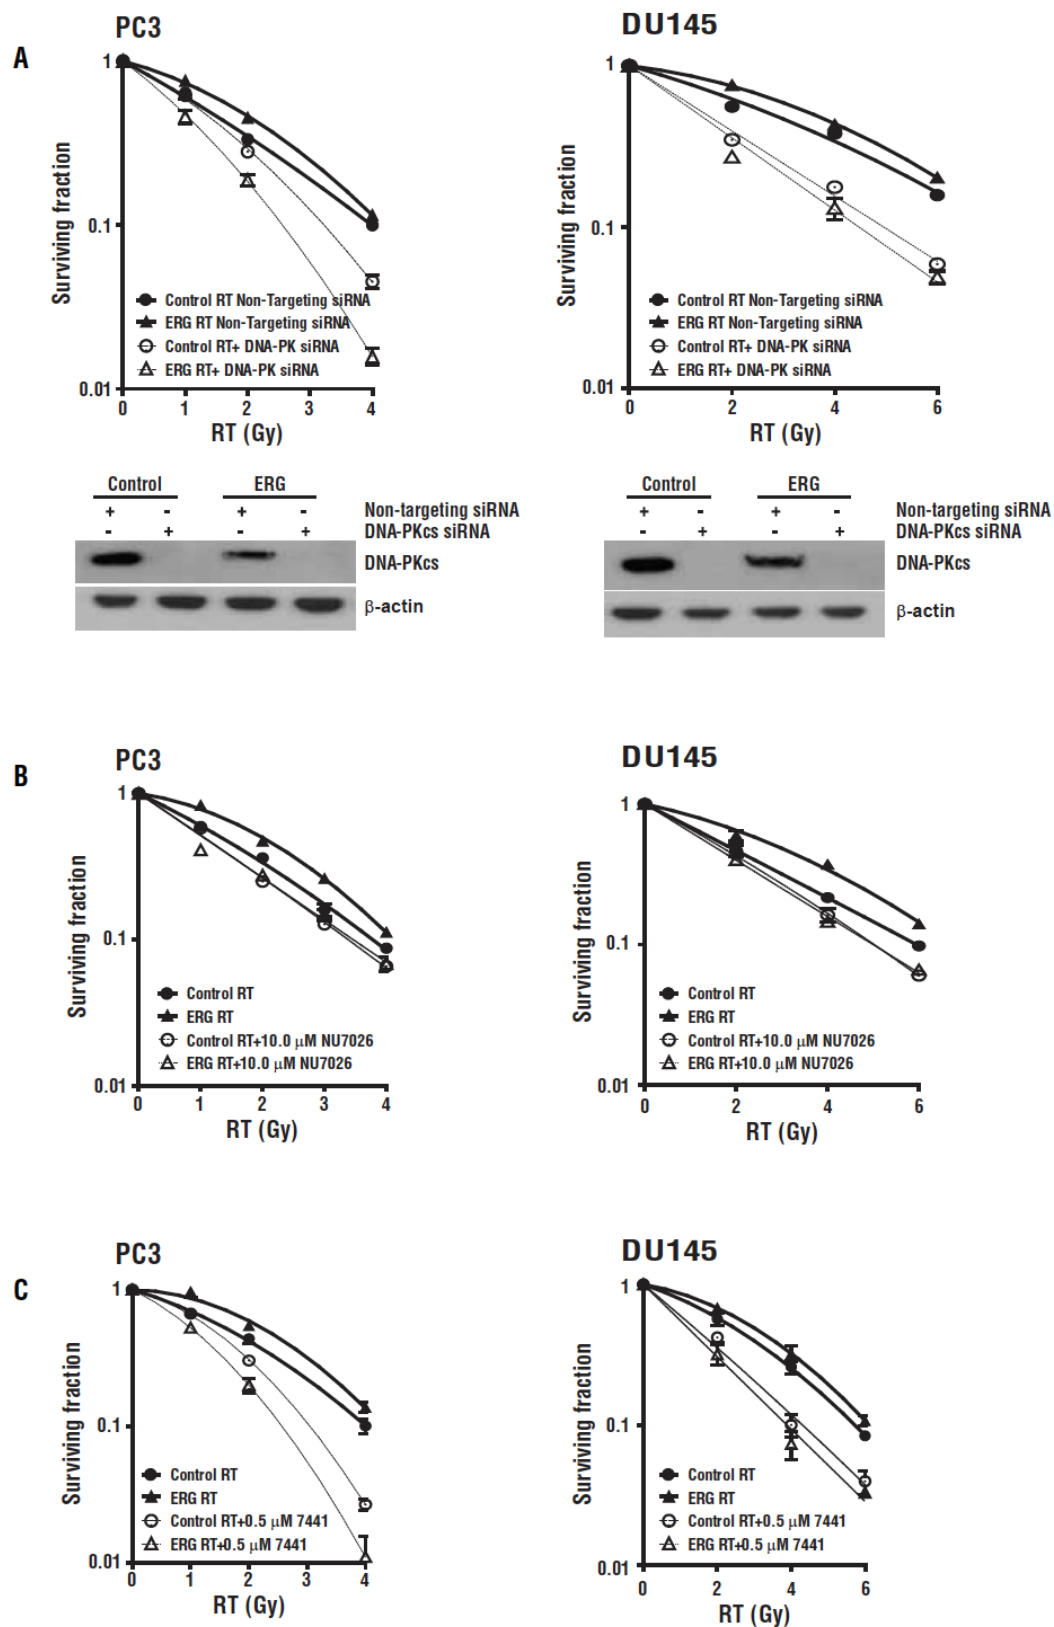 A
PC3
DU145
Surviving fraction
1
0.1
0.01
Control RT Non-Targeting siRNA
ERG RT Non-Targeting siRNA
Control RT+ DNA-PK siRNA
ERG RT+ DNA-PK siRNA
0 1 2 3 4
RT (Gy)
Surviving fraction
1
0.1
0.01
Control RT Non-Targeting siRNA
ERG RT Non-Targeting siRNA
Control RT+ DNA-PK siRNA
ERG RT+ DNA-PK siRNA
0 2 4 6
RT (Gy)
Control ERG
+ - + - Non-targeting siRNA
- + - + DNA-PKcs siRNA
DNA-PKcs
β-actin
Control ERG
+ - + - Non-targeting siRNA
- + - + DNA-PKcs siRNA
DNA-PKcs
β-actin
B
PC3
DU145
Surviving fraction
1
0.1
0.01
Control RT
ERG RT
Control RT+10.0 μM NU7026
ERG RT+10.0 μM NU7026
0 1 2 3 4
RT (Gy)
Surviving fraction
1
0.1
0.01
Control RT
ERG RT
Control RT+10.0 μM NU7026
ERG RT+10.0 μM NU7026
0 2 4 6
RT (Gy)
C
PC3
DU145
Surviving fraction
1
0.1
0.01
Control RT
ERG RT
Control RT+0.5 μM 7441
ERG RT+0.5 μM 7441
0 1 2 3 4
RT (Gy)
Surviving fraction
1
0.1
0.01
Control RT
ERG RT
Control RT+0.5 μM 7441
ERG RT+0.5 μM 7441
0 2 4 6
RT (Gy)